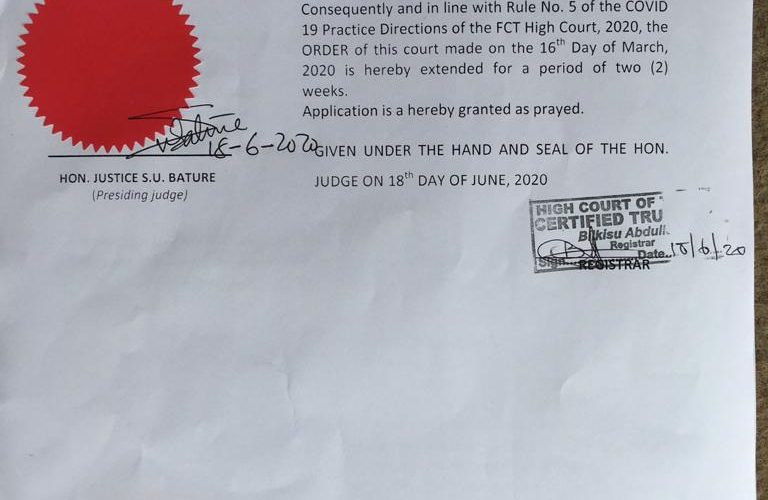 Consequently and in line with Rule No. 5 of the COVID
19 Practice Directions of the FCT High Court, 2020, the
ORDER of this court made on the 16th Day of March,
2020 is hereby extended for a period of two (2)
weeks.
Application is a hereby granted as prayed.
18-6-2020
GIVEN UNDER THE HAND AND SEAL OF THE HON.
HON. JUSTICE S.U. BATURE
JUDGE ON 18th DAY OF JUNE, 2020
(Presiding judge)
HIGH COURT OF
CERTIFIED TRU
Bilkisu Abdull
Registrar
Sign... Date.. 18/6/20
REGISTRAR